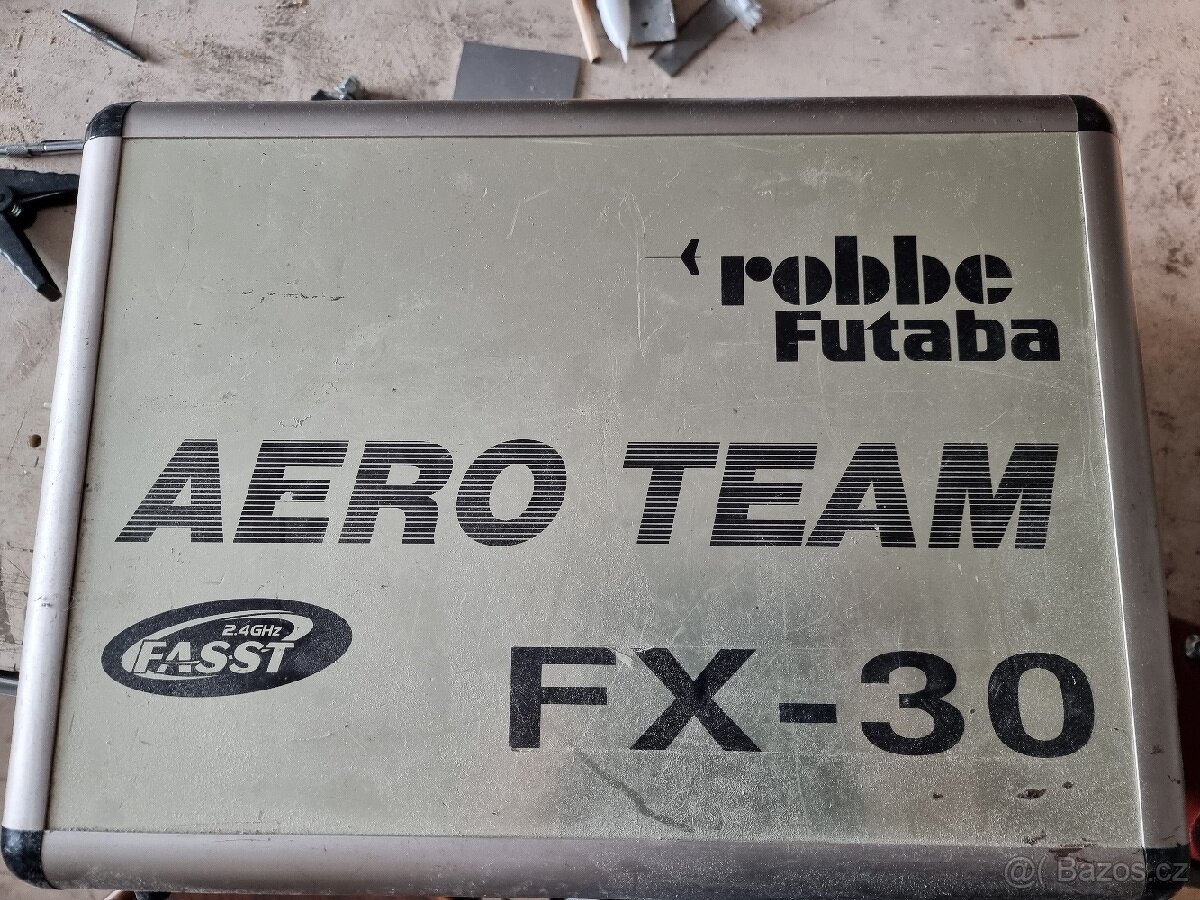 robbe
Futaba
AERO TEAM
2.4GHz
FASST
FX-30
@( Bazos.cz